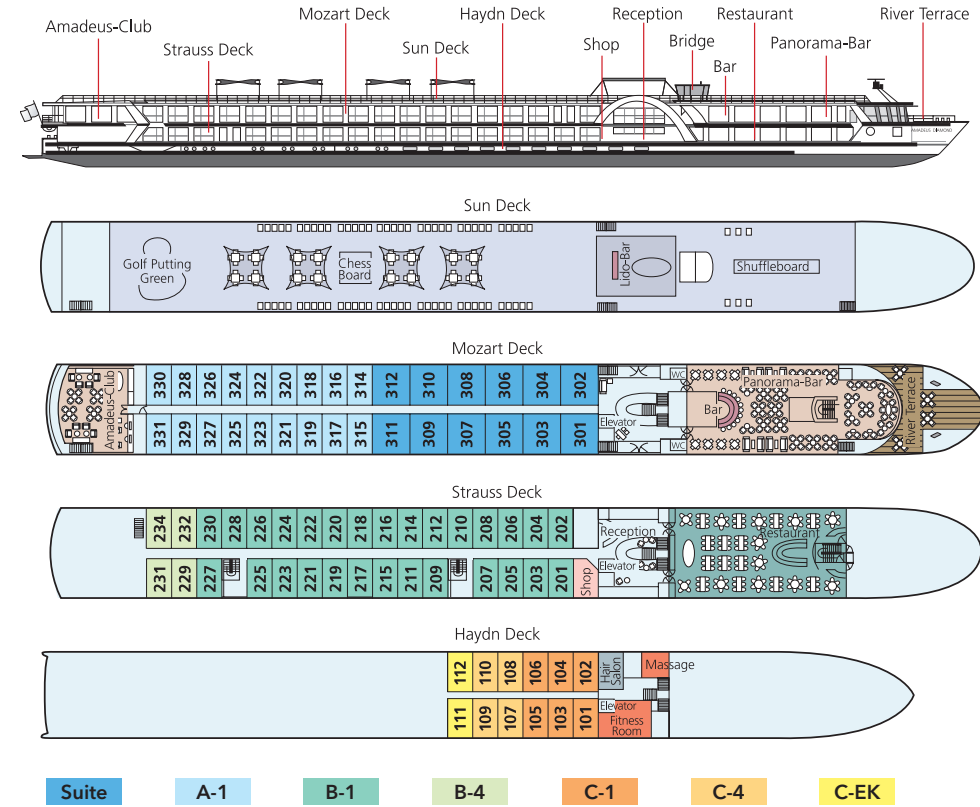 Amadeus-Club
Strauss Deck
Mozart Deck
Sun Deck
Haydn Deck
Shop
Reception
Bridge
Bar
Restaurant
Panorama-Bar
River Terrace
AMADEUS DIAMOND
Sun Deck
Golf Putting
Green
Chess
Board
Lido-Bar
Shuffleboard
Mozart Deck
Amadeus-Club
330 328 326 324 322 320 318 316 314 312 310 308 306 304 302
331 329 327 325 323 321 319 317 315 311 309 307 305 303 301
WC
Elevator
WC
Panorama-Bar
Bar
River Terrace
Strauss Deck
234 232 230 228 226 224 222 220 218 216 214 212 210 208 206 204 202
231 229 227 225 223 221 219 217 215 211 209 207 205 203 201
Shop
Reception
Elevator
Restaurant
Haydn Deck
112 110 108 106 104 102
111 109 107 105 103 101
Hair
Salon
Massage
Elevator
Fitness
Room
Suite
A-1
B-1
B-4
C-1
C-4
C-EK